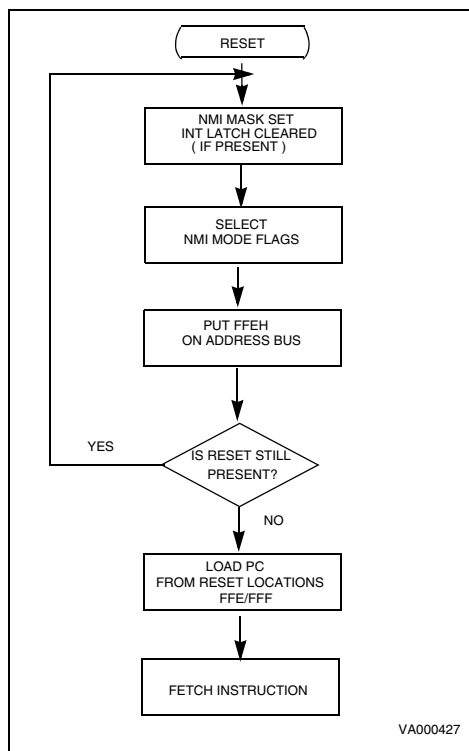 RESET
NMI MASK SET
INT LATCH CLEARED
( IF PRESENT )
SELECT
NMI MODE FLAGS
PUT FFEH
ON ADDRESS BUS
YES
IS RESET STILL
PRESENT?
NO
LOAD PC
FROM RESET LOCATIONS
FFE/FFF
FETCH INSTRUCTION
VA000427